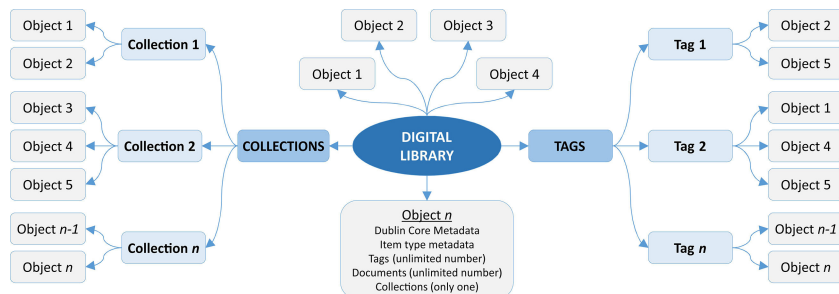 Object 1
Object 2
Collection 1
Object 3
Object 4
Object 5
Collection 2
Object n-1
Object n
Collection n
COLLECTIONS
Object 2
Object 3
Object 1
Object 4
DIGITAL
LIBRARY
Object n
Dublin Core Metadata
Item type metadata
Tags (unlimited number)
Documents (unlimited number)
Collections (only one)
TAGS
Tag 1
Object 2
Object 5
Tag 2
Object 1
Object 4
Object 5
Tag n
Object n-1
Object n